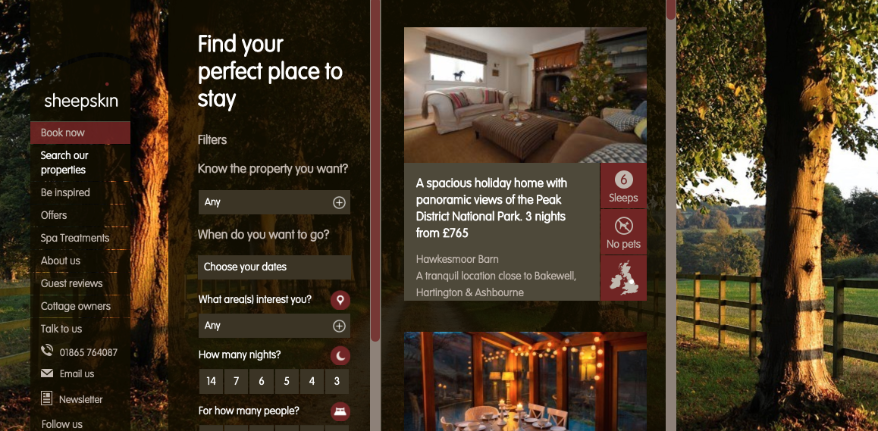 sheepskin
Book now
Search our
properties
Be inspired
Offers
Spa Treatments
About us
Guest reviews
Cottage owners
Talk to us
01865 764087
Email us
Newsletter
Follow us
Find your
perfect place to
stay
Filters
Know the property you want?
Any
When do you want to go?
Choose your dates
What area(s) interest you?
Any
How many nights?
14 7 6 5 4 3
For how many people?
A spacious holiday home with
panoramic views of the Peak
District National Park. 3 nights
from £765
Hawkesmoor Barn
A tranquil location close to Bakewell,
Hartington & Ashbourne
6
Sleeps
No pets